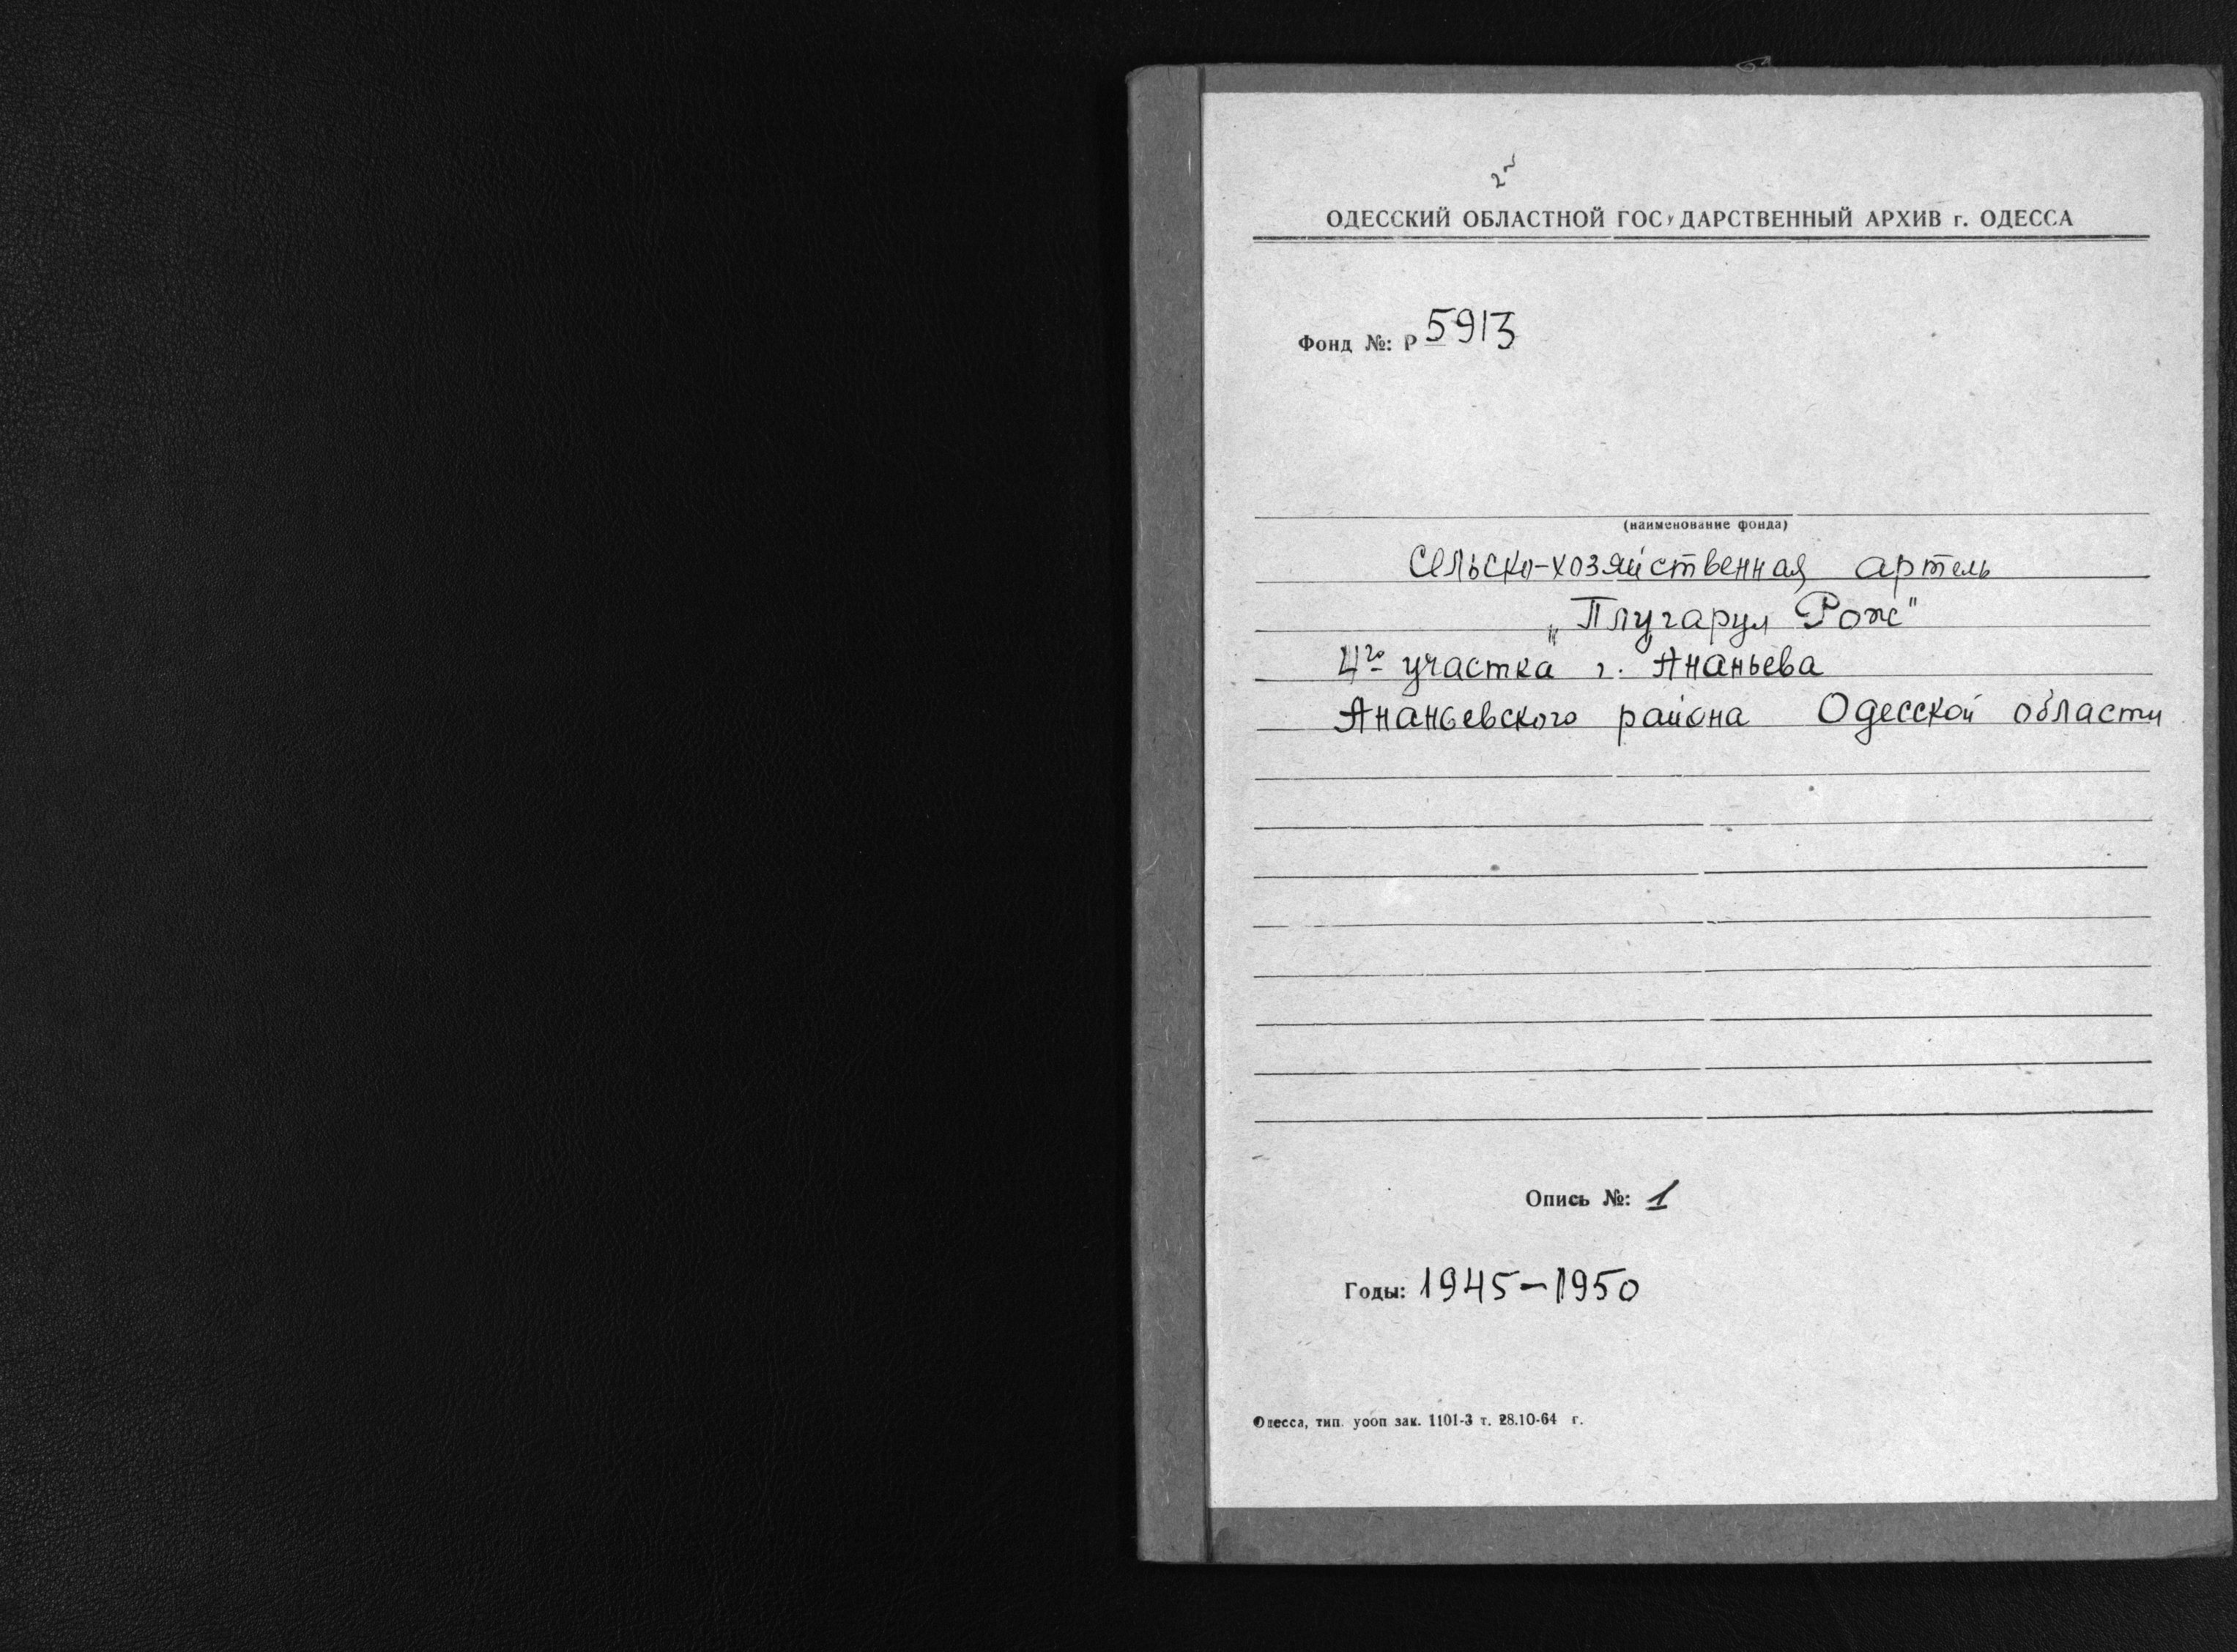 ОДЕССКИЙ ОБЛАСТНОЙ ГОСУДАРСТВЕННЫЙ АРХИВ г. ОДЕССА
Фонд №: Р 5913
(наименование фонда)
Сельско-хозяйственная артель
„Плугарул Рож"
4го участка г. Ананьева
Ананьевского района Одесской области
Опись №: 1
Годы: 1945-1950
Одесса, тип. уооп зак. 1101-3 т. 28.10-64 г.